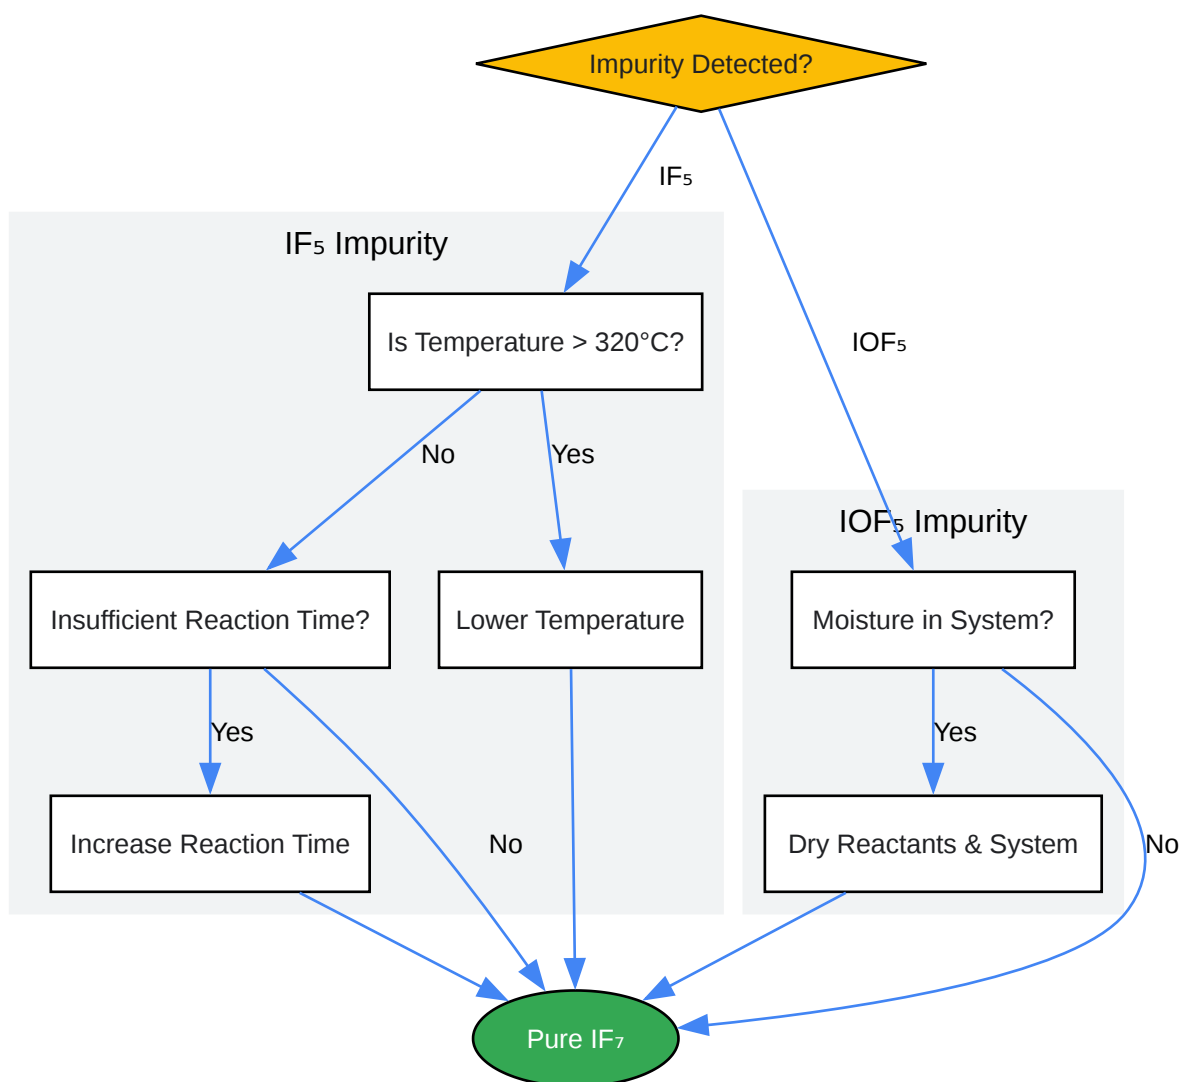 Impurity Detected?
IF₅
IF₅ Impurity
Is Temperature > 320°C?
IOF₅
No
Yes
IOF₅ Impurity
Insufficient Reaction Time?
Lower Temperature
Moisture in System?
Yes
Yes
Increase Reaction Time
No
Dry Reactants & System
No
Pure IF₇